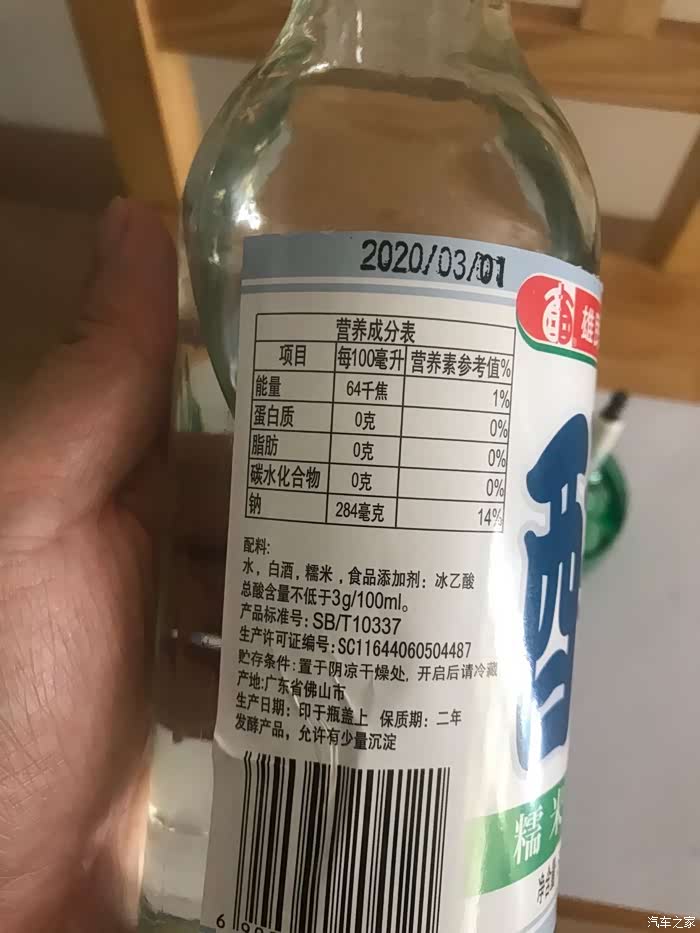 2020/03/01
雄
营养成分表
项目 每100毫升 营养素参考值%
能量 64千焦 1%
蛋白质 0克 0%
脂肪 0克 0%
碳水化合物 0克 0%
钠 284毫克 14%
配料:
水，白酒，糯米，食品添加剂：冰乙酸
总酸含量不低于3g/100ml。
产品标准号：SB/T10337
生产许可证编号：SC11644060504487
贮存条件：置于阴凉干燥处，开启后请冷藏
产地:广东省佛山市
生产日期：印于瓶盖上 保质期：二年
发酵产品，允许有少量沉淀
醋
糯米
净含量
汽车之家